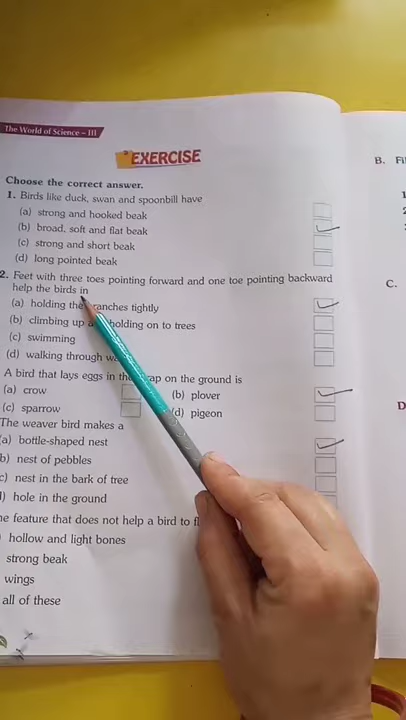 The World of Science - III
EXERCISE
Choose the correct answer.
1. Birds like duck, swan and spoonbill have
(a) strong and hooked beak
(b) broad, soft and flat beak
(c) strong and short beak
(d) long pointed beak
2. Feet with three toes pointing forward and one toe pointing backward
help the birds in
(a) holding the ranches tightly
(b) climbing up a holding on to trees
(c) swimming
(d) walking through
A bird that lays eggs in the ap on the ground is
(a) crow (b) plover
(c) sparrow (d) pigeon
The weaver bird makes a
(a) bottle-shaped nest
b) nest of pebbles
c) nest in the bark of tree
) hole in the ground
e feature that does not help a bird to fl
hollow and light bones
strong beak
wings
all of these
B. Fi
C.
D